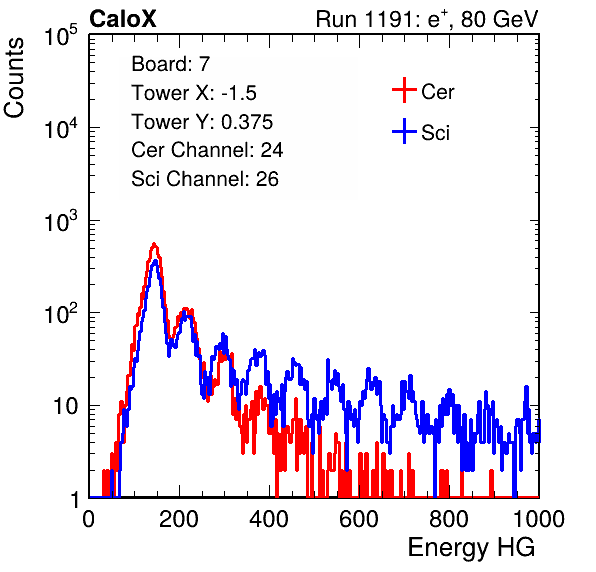 CaloX Run 1191: e⁺, 80 GeV
Counts
Board: 7
Tower X: -1.5
Tower Y: 0.375
Cer Channel: 24
Sci Channel: 26
Cer
Sci
10⁵
10⁴
10³
10²
10
1
0 200 400 600 800 1000
Energy HG